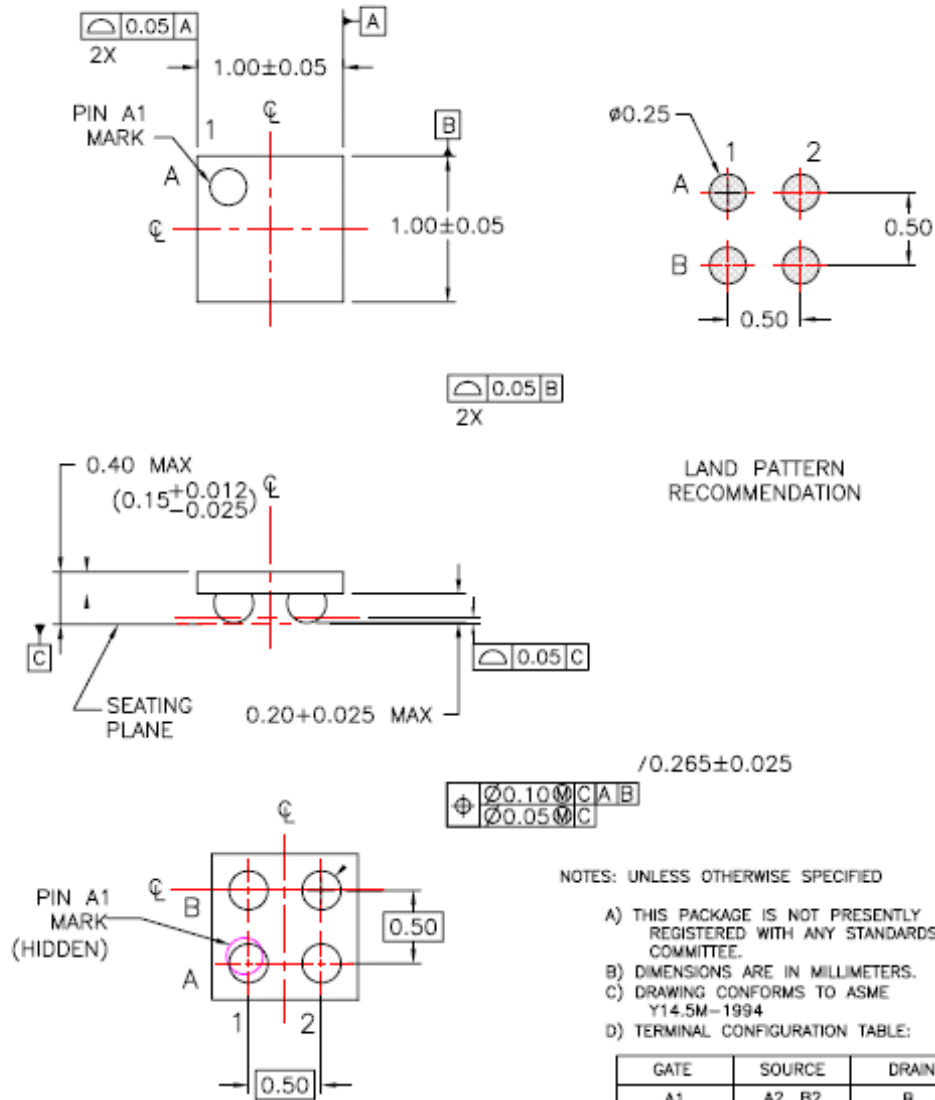 ⌓ 0.05 A
2X
A
1.00±0.05
℄
PIN A1
MARK
1
A
℄
B
1.00±0.05
ø0.25
1 2
A
B
0.50
0.50
⌓ 0.05 B
2X
LAND PATTERN
RECOMMENDATION
0.40 MAX
(0.15+0.012
-0.025)
℄
C
SEATING
PLANE
0.20+0.025 MAX
⌓ 0.05 C
/0.265±0.025
⌖ Ø0.10 Ⓜ C A B
Ø0.05 Ⓜ C
℄
℄
PIN A1
MARK
(HIDDEN)
B
A
1 2
0.50
0.50
NOTES: UNLESS OTHERWISE SPECIFIED
A) THIS PACKAGE IS NOT PRESENTLY
REGISTERED WITH ANY STANDARDS
COMMITTEE.
B) DIMENSIONS ARE IN MILLIMETERS.
C) DRAWING CONFORMS TO ASME
Y14.5M-1994
D) TERMINAL CONFIGURATION TABLE:
GATE SOURCE DRAIN
A1 A2, B2